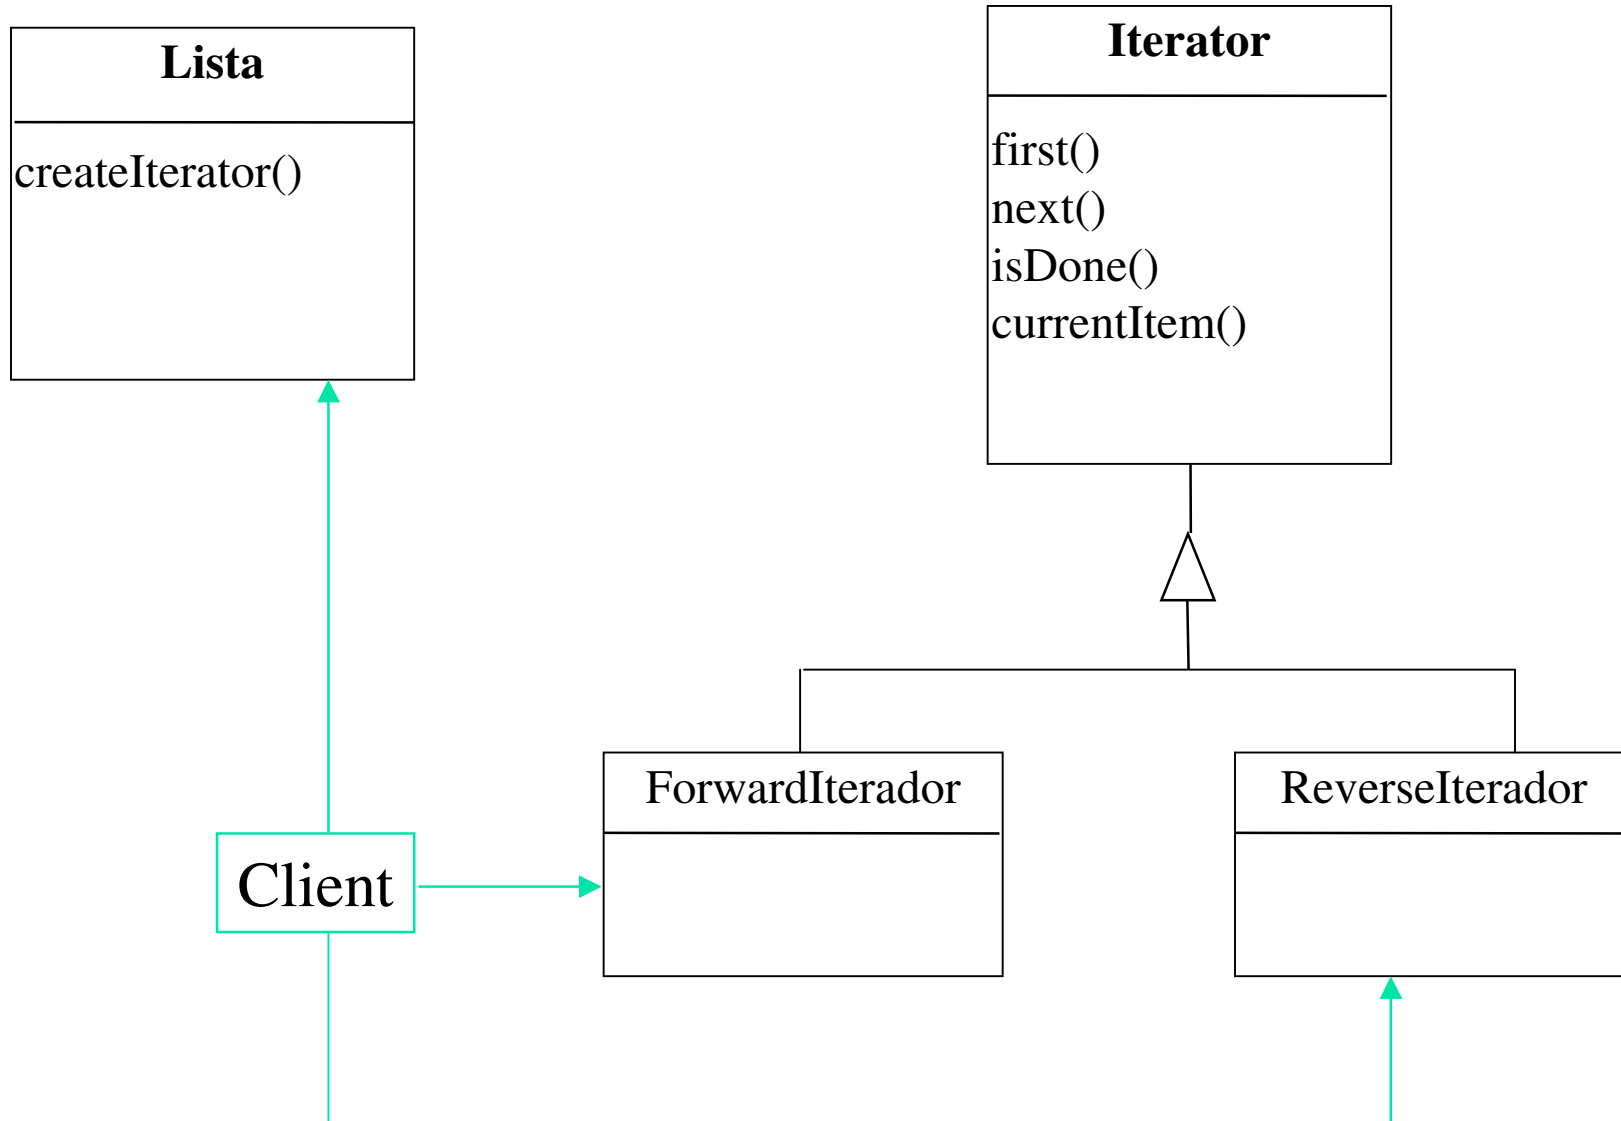 Lista
createIterator()
Iterator
first()
next()
isDone()
currentItem()
ForwardIterador
ReverseIterador
Client